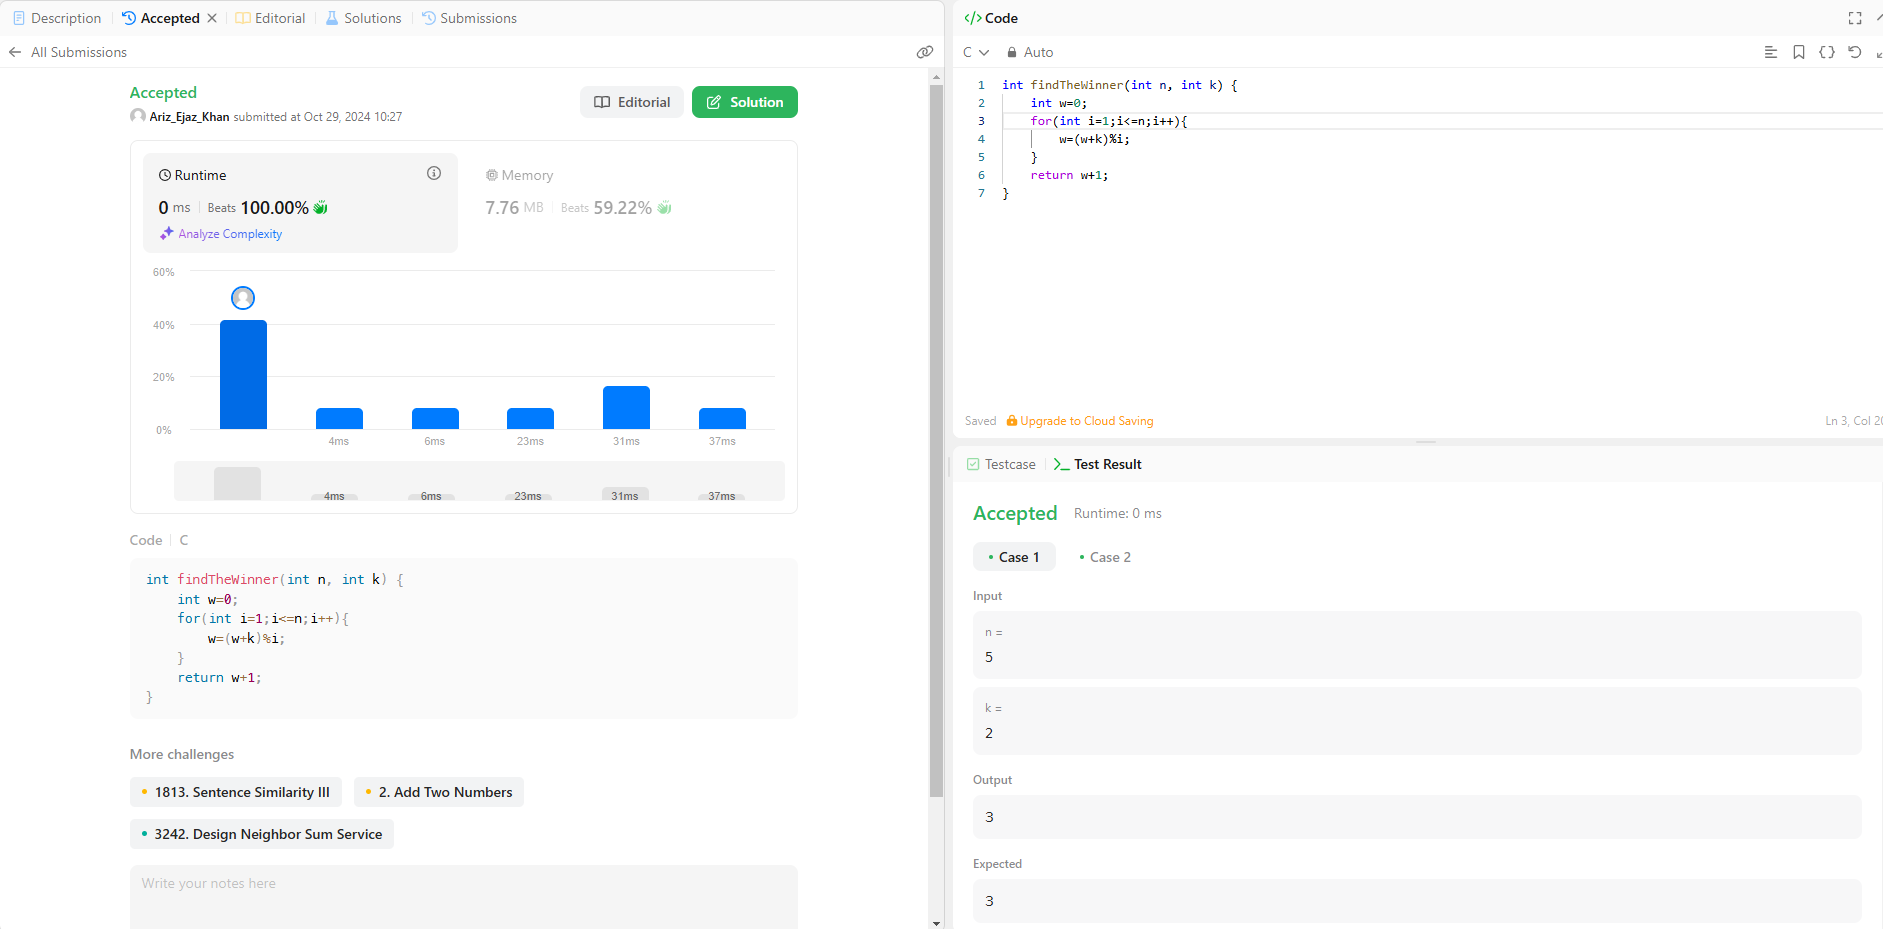 Description
Accepted
Editorial
Solutions
Submissions
All Submissions
Accepted
Ariz_Ejaz_Khan submitted at Oct 29, 2024 10:27
Editorial
Solution
Runtime
0 ms
Beats 100.00%
Analyze Complexity
Memory
7.76 MB
Beats 59.22%
60%
40%
20%
0%
4ms
6ms
23ms
31ms
37ms
4ms
6ms
23ms
31ms
37ms
Code
C
int findTheWinner(int n, int k) {
    int w=0;
    for(int i=1;i<=n;i++){
        w=(w+k)%i;
    }
    return w+1;
}
More challenges
1813. Sentence Similarity III
2. Add Two Numbers
3242. Design Neighbor Sum Service
Write your notes here
</> Code
C
Auto
1 int findTheWinner(int n, int k) {
2     int w=0;
3     for(int i=1;i<=n;i++){
4         w=(w+k)%i;
5     }
6     return w+1;
7 }
Saved
Upgrade to Cloud Saving
Ln 3, Col
Testcase
Test Result
Accepted
Runtime: 0 ms
Case 1
Case 2
Input
n =
5
k =
2
Output
3
Expected
3